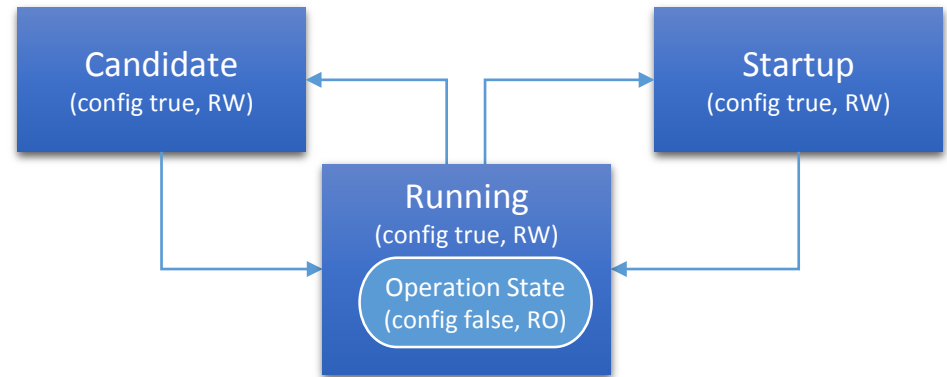 Candidate
(config true, RW)
Startup
(config true, RW)
Running
(config true, RW)
Operation State
(config false, RO)